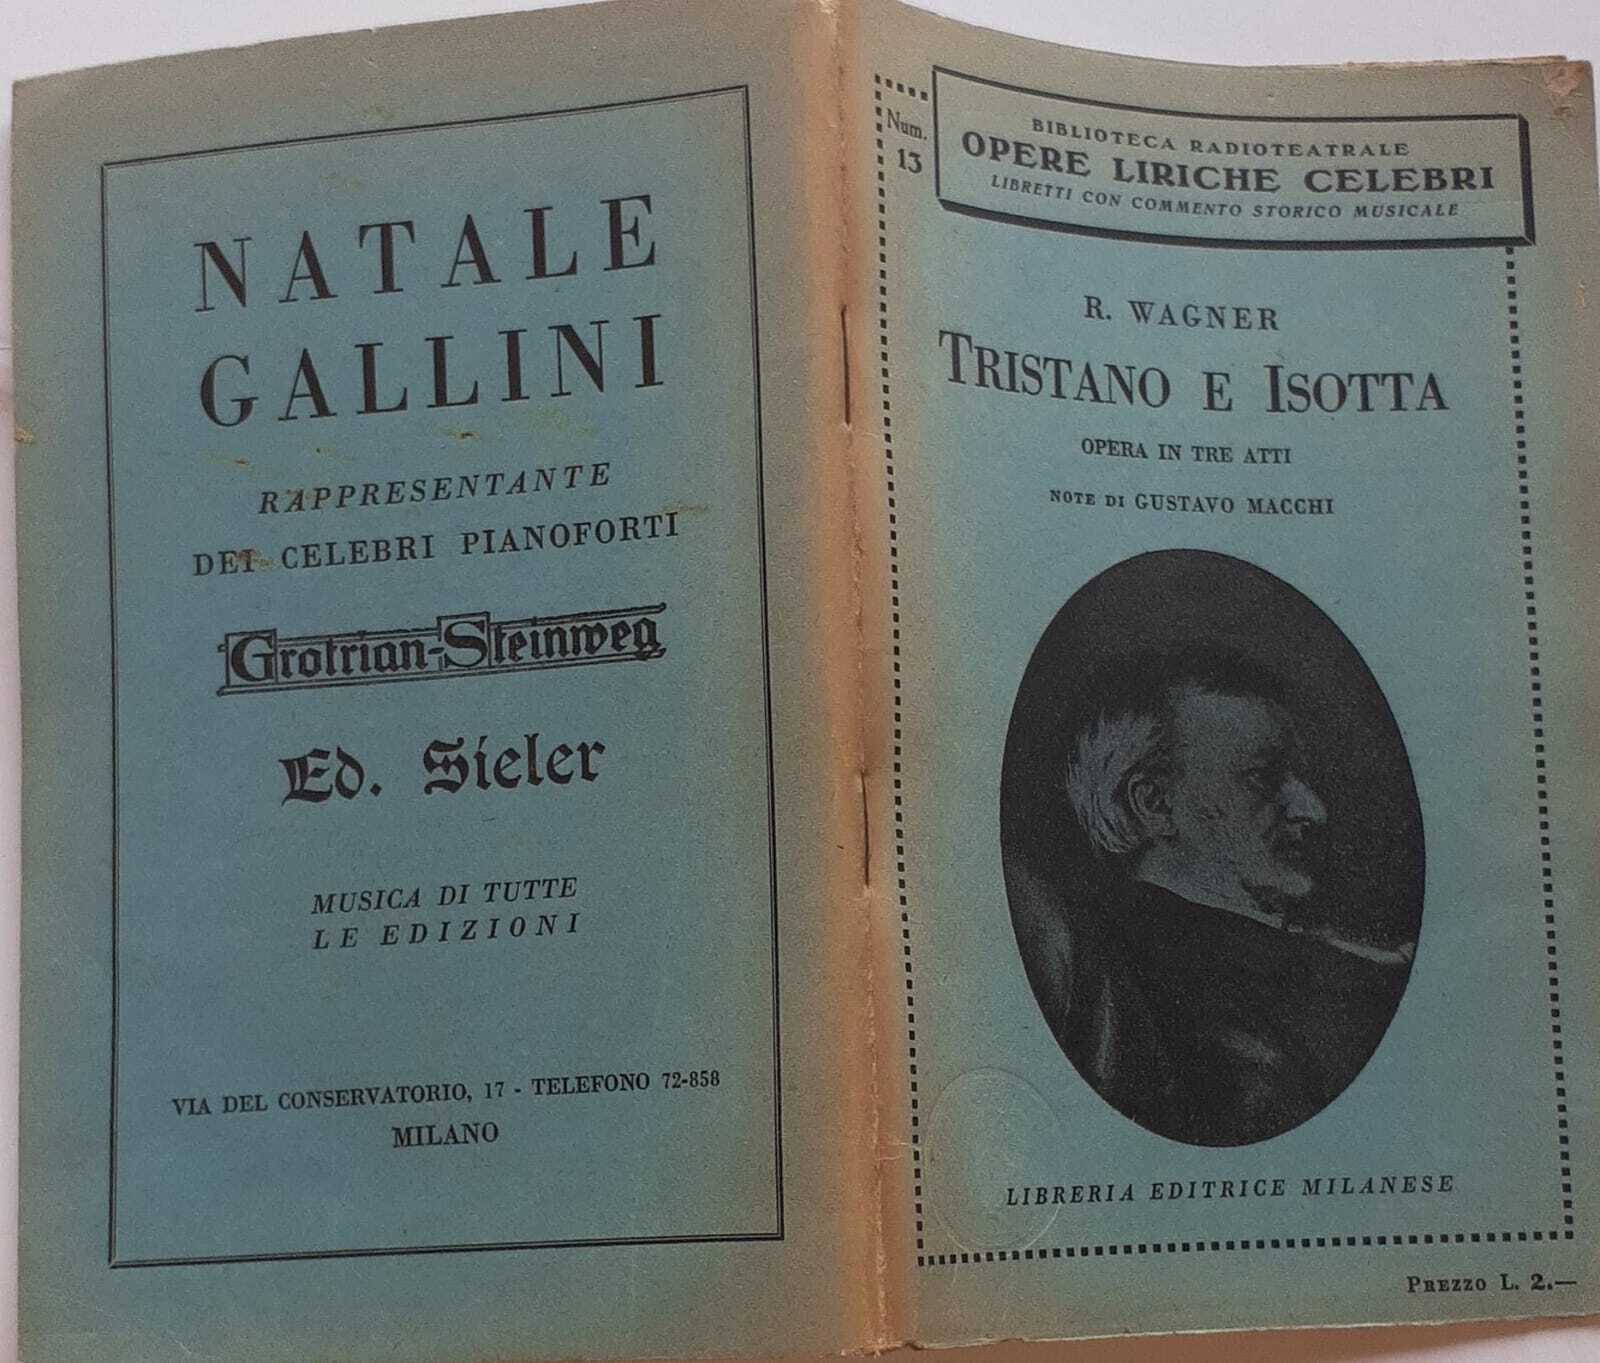 NATALE
GALLINI
RAPPRESENTANTE
DEI CELEBRI PIANOFORTI
Grotrian-Steinweg
Ed. Sieler
MUSICA DI TUTTE
LE EDIZIONI
VIA DEL CONSERVATORIO, 17 - TELEFONO 72-858
MILANO
Num.
13
BIBLIOTECA RADIOTEATRALE
OPERE LIRICHE CELEBRI
LIBRETTI CON COMMENTO STORICO MUSICALE
R. WAGNER
TRISTANO E ISOTTA
OPERA IN TRE ATTI
NOTE DI GUSTAVO MACCHI
LIBRERIA EDITRICE MILANESE
PREZZO L. 2.—